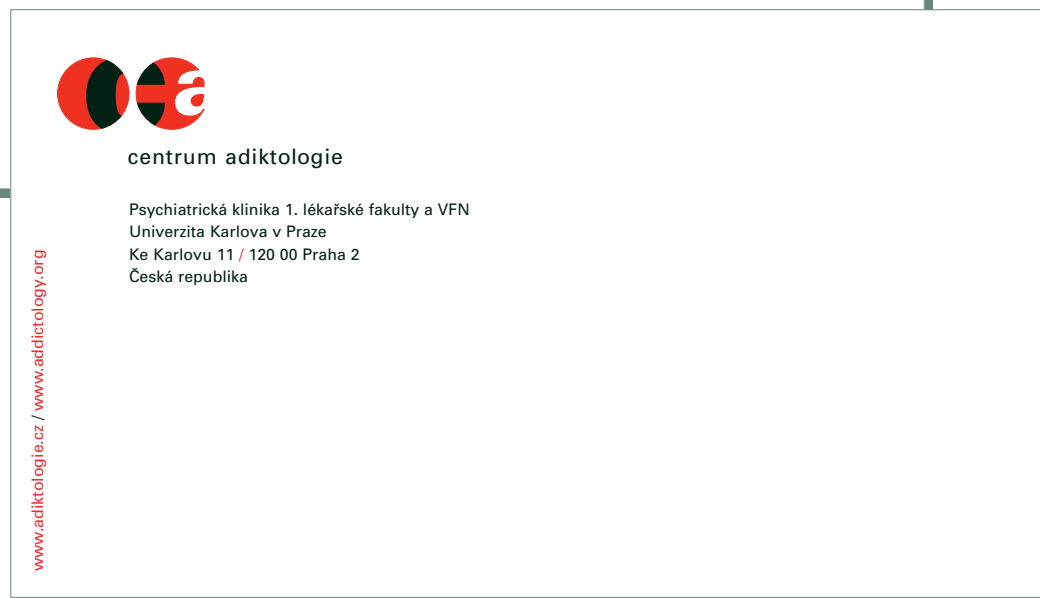 ca
centrum adiktologie
Psychiatrická klinika 1. lékařské fakulty a VFN
Univerzita Karlova v Praze
Ke Karlovu 11 / 120 00 Praha 2
Česká republika
www.adiktologie.cz / www.addictology.org